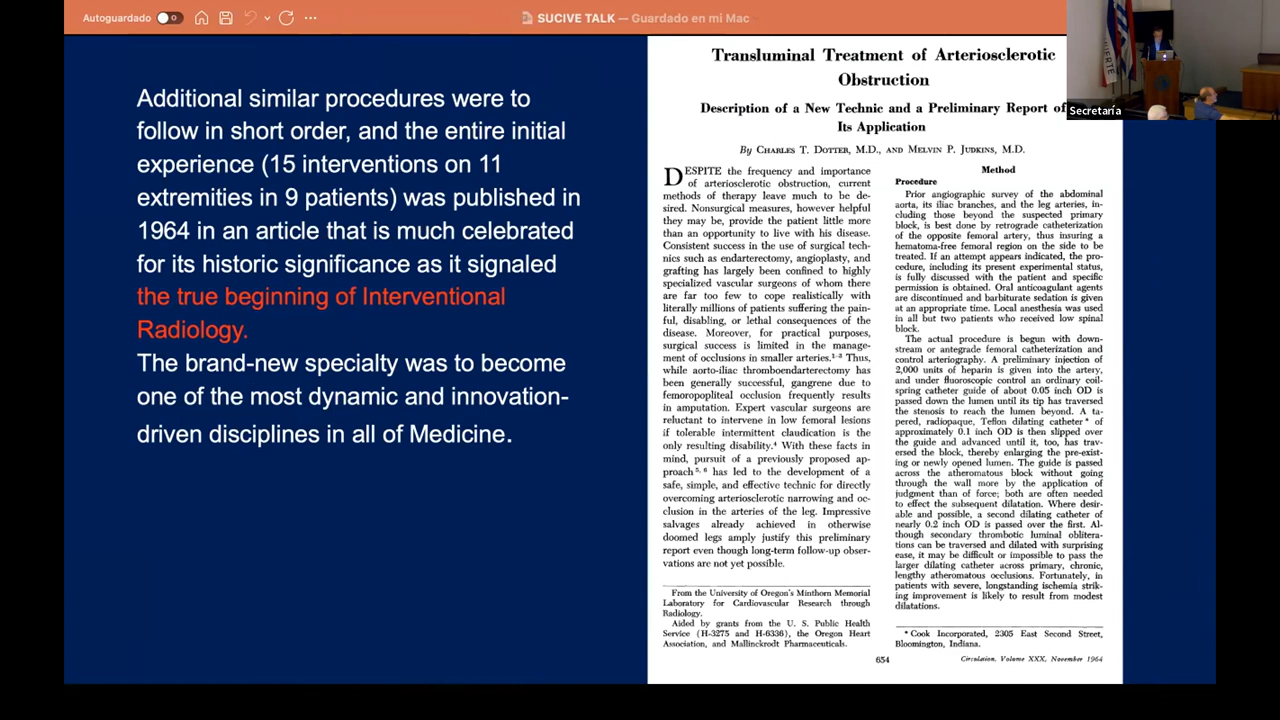 Autoguardado
SUCIVE TALK — Guardado en mi Mac
Secretaría
Additional similar procedures were to
follow in short order, and the entire initial
experience (15 interventions on 11
extremities in 9 patients) was published in
1964 in an article that is much celebrated
for its historic significance as it signaled
the true beginning of Interventional
Radiology.
The brand-new specialty was to become
one of the most dynamic and innovation-
driven disciplines in all of Medicine.
Transluminal Treatment of Arteriosclerotic
Obstruction
Description of a New Technic and a Preliminary Report of
Its Application
By CHARLES T. DOTTER, M.D., AND MELVIN P. JUDKINS, M.D.
DESPITE the frequency and importance
of arteriosclerotic obstruction, current
methods of therapy leave much to be de-
sired. Nonsurgical measures, however helpful
they may be, provide the patient little more
than an opportunity to live with his disease.
Consistent success in the use of surgical tech-
nics such as endarterectomy, angioplasty, and
grafting has largely been confined to highly
specialized vascular surgeons of whom there
are far too few to cope realistically with
literally millions of patients suffering the pain-
ful, disabling, or lethal consequences of the
disease. Moreover, for practical purposes,
surgical success is limited in the manage-
ment of occlusions in smaller arteries.1-3 Thus,
while aorto-iliac thromboendarterectomy has
been generally successful, gangrene due to
femoropopliteal occlusion frequently results
in amputation. Expert vascular surgeons are
reluctant to intervene in low femoral lesions
if tolerable intermittent claudication is the
only resulting disability.4 With these facts in
mind, pursuit of a previously proposed ap-
proach 5, 6 has led to the development of a
safe, simple, and effective technic for directly
overcoming arteriosclerotic narrowing and oc-
clusion in the arteries of the leg. Impressive
salvages already achieved in otherwise
doomed legs amply justify this preliminary
report even though long-term follow-up obser-
vations are not yet possible.
From the University of Oregon's Minthorn Memorial
Laboratory for Cardiovascular Research through
Radiology.
Aided by grants from the U. S. Public Health
Service (H-3275 and H-6336), the Oregon Heart
Association, and Mallinckrodt Pharmaceuticals.
Method
Procedure
Prior angiographic survey of the abdominal
aorta, its iliac branches, and the leg arteries, in-
cluding those beyond the suspected primary
block, is best done by retrograde catheterization
of the opposite femoral artery, thus insuring a
hematoma-free femoral region on the side to be
treated. If an attempt appears indicated, the pro-
cedure, including its present experimental status,
is fully discussed with the patient and specific
permission is obtained. Oral anticoagulant agents
are discontinued and barbiturate sedation is given
at an appropriate time. Local anesthesia was used
in all but two patients who received low spinal
block.
The actual procedure is begun with down-
stream or antegrade femoral catheterization and
control arteriography. A preliminary injection of
2,000 units of heparin is given into the artery,
and under fluoroscopic control an ordinary coil-
spring catheter guide of about 0.05 inch OD is
passed down the lumen until its tip has traversed
the stenosis to reach the lumen beyond. A ta-
pered, radiopaque, Teflon dilating catheter * of
approximately 0.1 inch OD is then slipped over
the guide and advanced until it, too, has trav-
ersed the block, thereby enlarging the pre-exist-
ing or newly opened lumen. The guide is passed
across the atheromatous block without going
through the wall more by the application of
judgment than of force; both are often needed
to effect the subsequent dilatation. Where desir-
able and possible, a second dilating catheter of
nearly 0.2 inch OD is passed over the first. Al-
though secondary thrombotic luminal oblitera-
tions can be traversed and dilated with surprising
ease, it may be difficult or impossible to pass the
larger dilating catheter across primary, chronic,
lengthy atheromatous occlusions. Fortunately, in
patients with severe, longstanding ischemia strik-
ing improvement is likely to result from modest
dilatations.
* Cook Incorporated, 2305 East Second Street,
Bloomington, Indiana.
654
Circulation, Volume XXX, November 1964